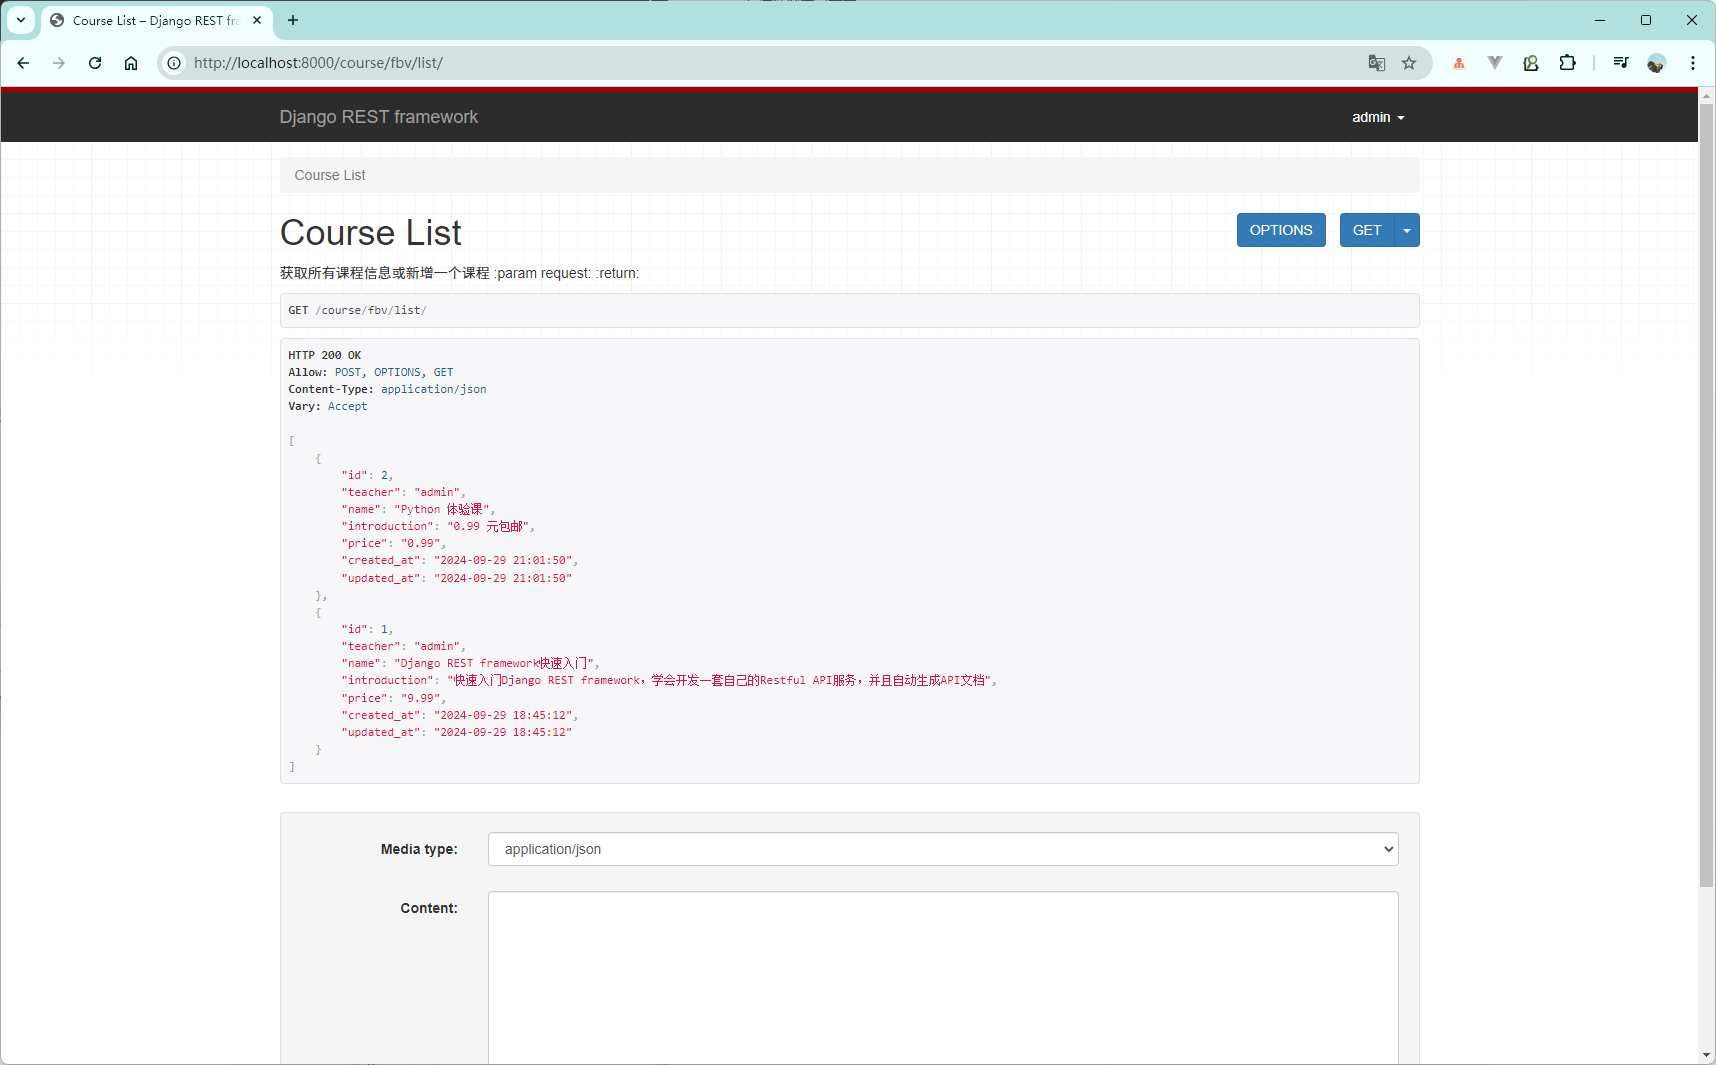 Course List – Django REST fra
http://localhost:8000/course/fbv/list/
Django REST framework
admin
Course List
Course List
OPTIONS
GET
获取所有课程信息或新增一个课程 :param request: :return:
GET /course/fbv/list/
HTTP 200 OK
Allow: POST, OPTIONS, GET
Content-Type: application/json
Vary: Accept
[
{
"id": 2,
"teacher": "admin",
"name": "Python 体验课",
"introduction": "0.99 元包邮",
"price": "0.99",
"created_at": "2024-09-29 21:01:50",
"updated_at": "2024-09-29 21:01:50"
},
{
"id": 1,
"teacher": "admin",
"name": "Django REST framework快速入门",
"introduction": "快速入门Django REST framework，学会开发一套自己的Restful API服务，并且自动生成API文档",
"price": "9.99",
"created_at": "2024-09-29 18:45:12",
"updated_at": "2024-09-29 18:45:12"
}
]
Media type:
application/json
Content: